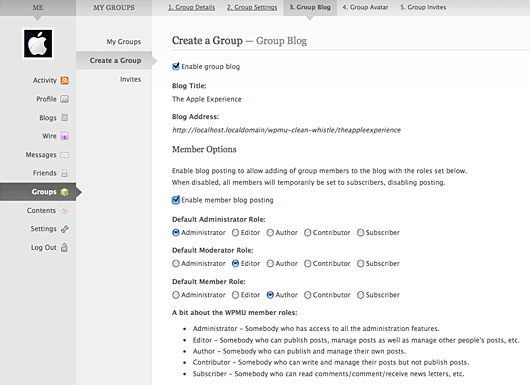 ME
MY GROUPS
1. Group Details
2. Group Settings
3. Group Blog
4. Group Avatar
5. Group Invites
Activity
Profile
Blogs
Wire
Messages
Friends
Groups
Contents
Settings
Log Out
My Groups
Create a Group
Invites
Create a Group — Group Blog
Enable group blog
Blog Title:
The Apple Experience
Blog Address:
http://localhost.localdomain/wpmu-clean-whistle/theappleexperience
Member Options
Enable blog posting to allow adding of group members to the blog with the roles set below.
When disabled, all members will temporarily be set to subscribers, disabling posting.
Enable member blog posting
Default Administrator Role:
Administrator Editor Author Contributor Subscriber
Default Moderator Role:
Administrator Editor Author Contributor Subscriber
Default Member Role:
Administrator Editor Author Contributor Subscriber
A bit about the WPMU member roles:
• Administrator – Somebody who has access to all the administration features.
• Editor – Somebody who can publish posts, manage posts as well as manage other people's posts, etc.
• Author – Somebody who can publish and manage their own posts.
• Contributor – Somebody who can write and manage their posts but not publish posts.
• Subscriber – Somebody who can read comments/comment/receive news letters, etc.